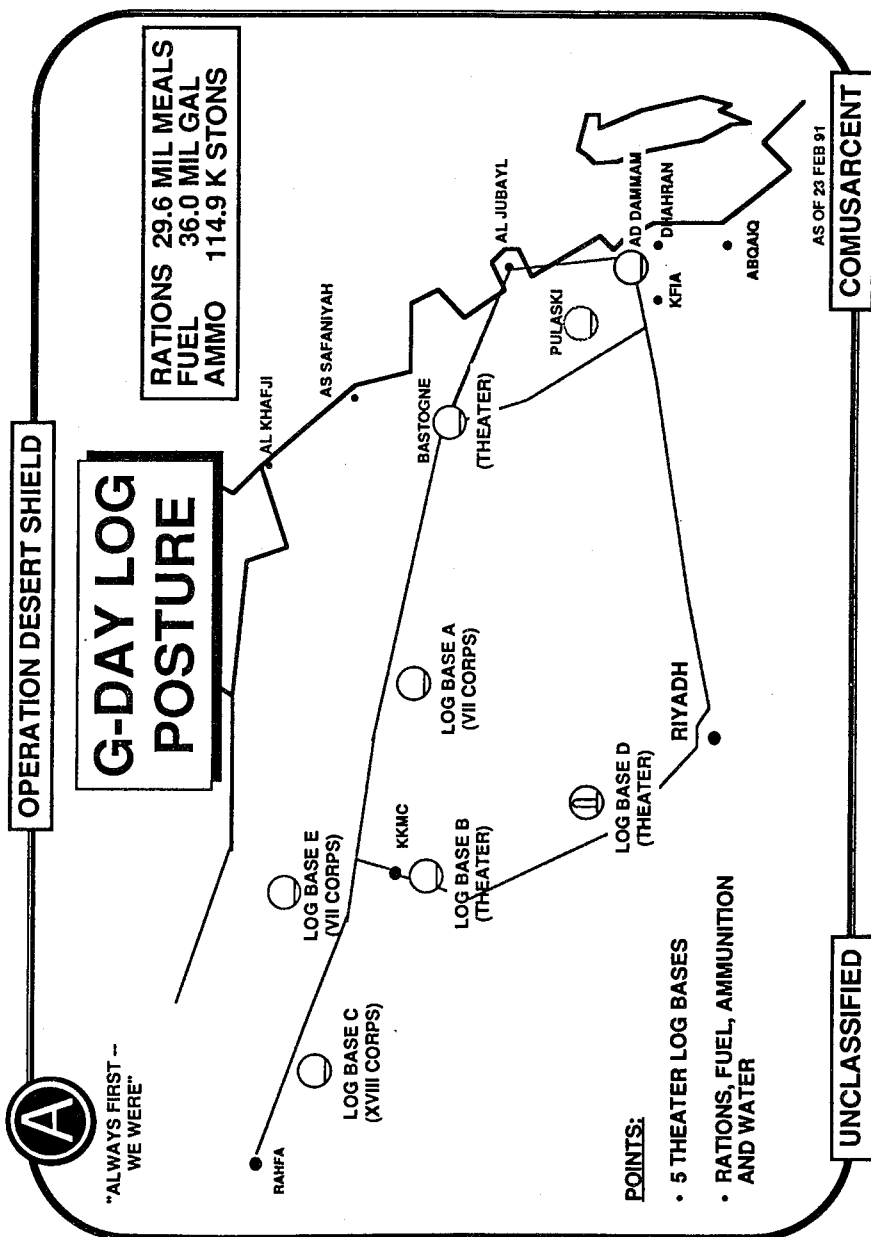 OPERATION DESERT SHIELD
A
"ALWAYS FIRST –
WE WERE"
G-DAY LOG
POSTURE
RATIONS 29.6 MIL MEALS
FUEL 36.0 MIL GAL
AMMO 114.9 K STONS
AL KHAFJI
AS SAFANIYAH
RAHFA
LOG BASE C
(XVIII CORPS)
LOG BASE E
(VII CORPS)
KKMC
LOG BASE B
(THEATER)
LOG BASE A
(VII CORPS)
BASTOGNE
(THEATER)
AL JUBAYL
PULASKI
AD DAMMAM
DHAHRAN
KFIA
ABQAIQ
LOG BASE D
(THEATER)
RIYADH
POINTS:
• 5 THEATER LOG BASES
• RATIONS, FUEL, AMMUNITION
AND WATER
AS OF 23 FEB 91
UNCLASSIFIED
COMUSARCENT